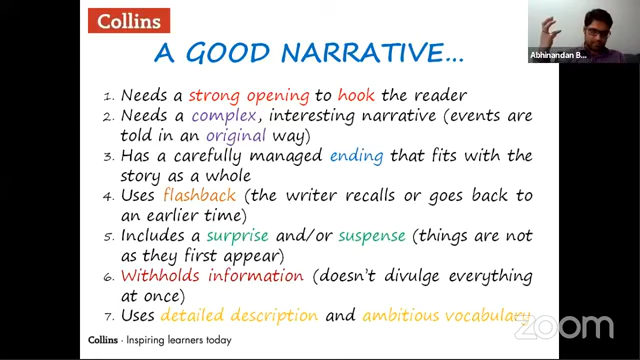 Collins
Abhinandan B...
A GOOD NARRATIVE...
1. Needs a strong opening to hook the reader
2. Needs a complex, interesting narrative (events are
told in an original way)
3. Has a carefully managed ending that fits with the
story as a whole
4. Uses flashback (the writer recalls or goes back to
an earlier time)
5. Includes a surprise and/or suspense (things are not
as they first appear)
6. Withholds information (doesn't divulge everything
at once)
7. Uses detailed description and ambitious vocabulary
zoom
Collins · Inspiring learners today